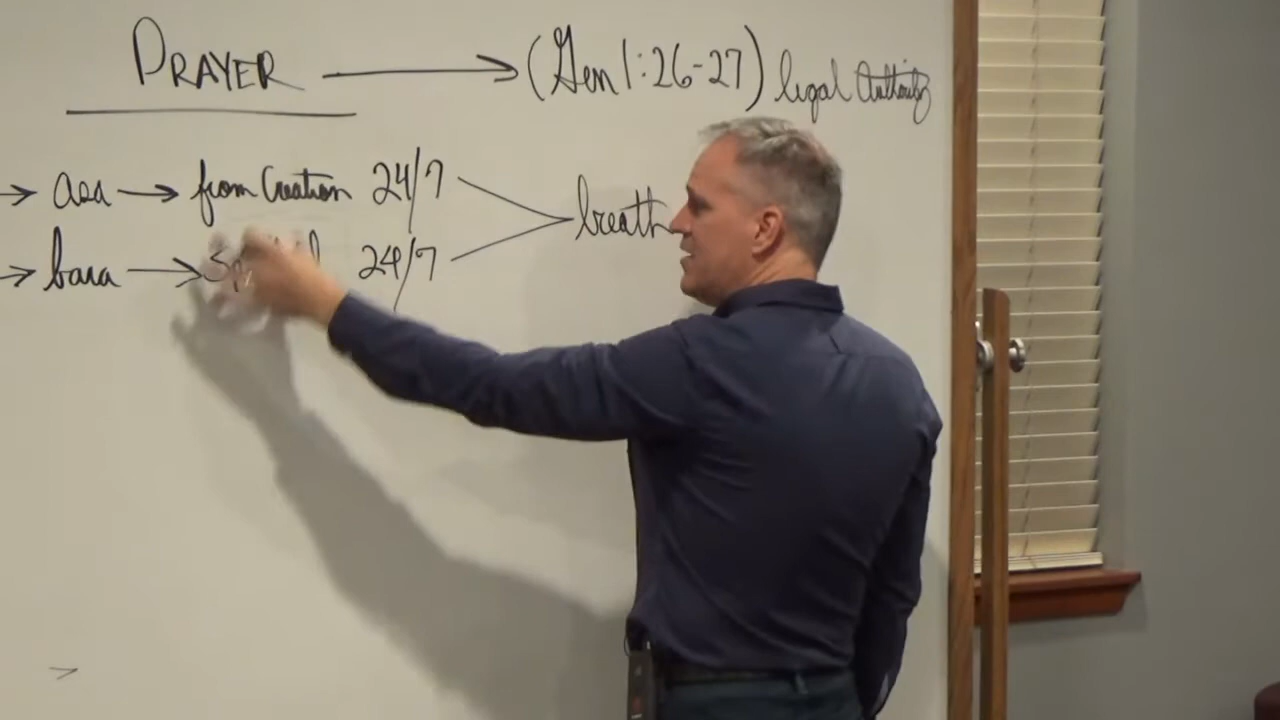 PRAYER → (Gen 1:26-27) legal Authority
→ asa → from Creation 24/7
breath
→ bara → 24/7